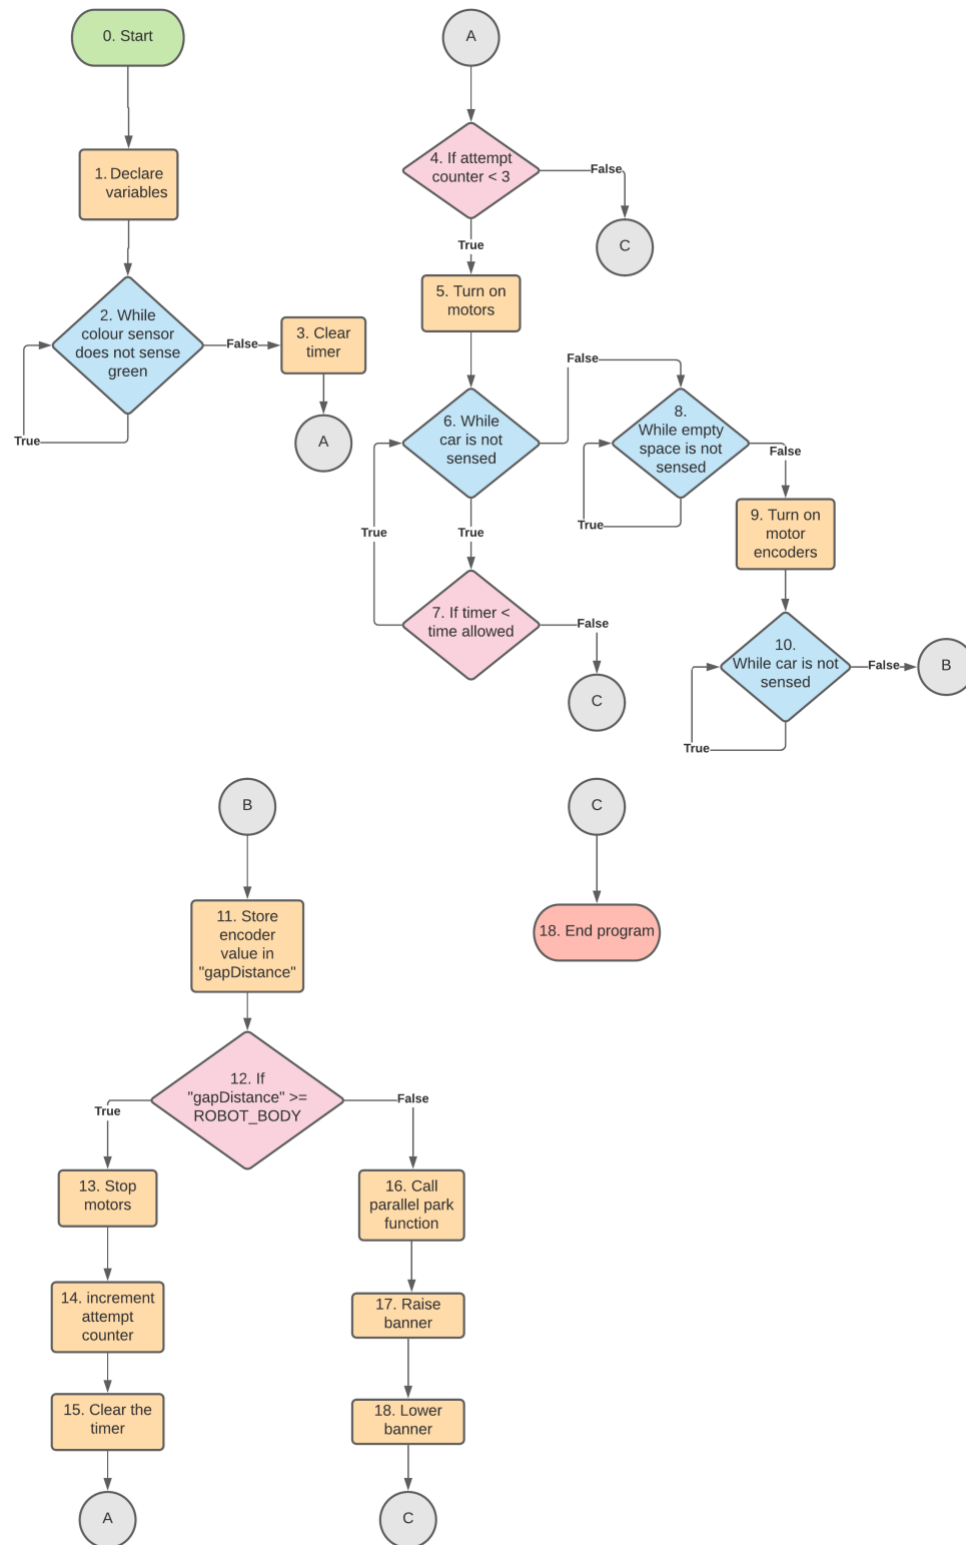 0. Start
1. Declare
variables
2. While
colour sensor
does not sense
green
True
False
3. Clear
timer
A
A
4. If attempt
counter < 3
False
C
True
5. Turn on
motors
6. While
car is not
sensed
False
True
True
7. If timer <
time allowed
False
C
8.
While empty
space is not
sensed
True
False
9. Turn on
motor
encoders
10.
While car is not
sensed
True
False
B
B
11. Store
encoder
value in
"gapDistance"
12. If
"gapDistance" >=
ROBOT_BODY
True
False
13. Stop
motors
14. increment
attempt
counter
15. Clear the
timer
A
16. Call
parallel park
function
17. Raise
banner
18. Lower
banner
C
C
18. End program